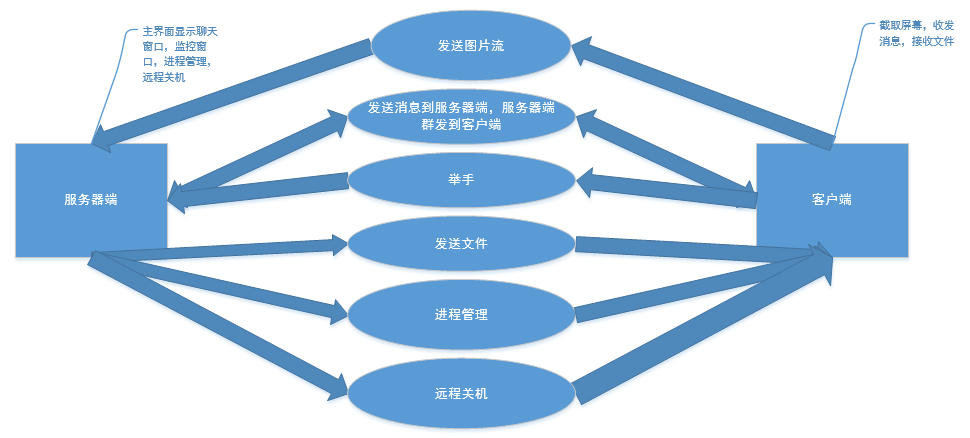 主界面显示聊天
窗口，监控窗
口，进程管理，
远程关机
截取屏幕，收发
消息，接收文件
发送图片流
发送消息到服务器端，服务器端
群发到客户端
举手
服务器端
客户端
发送文件
进程管理
远程关机